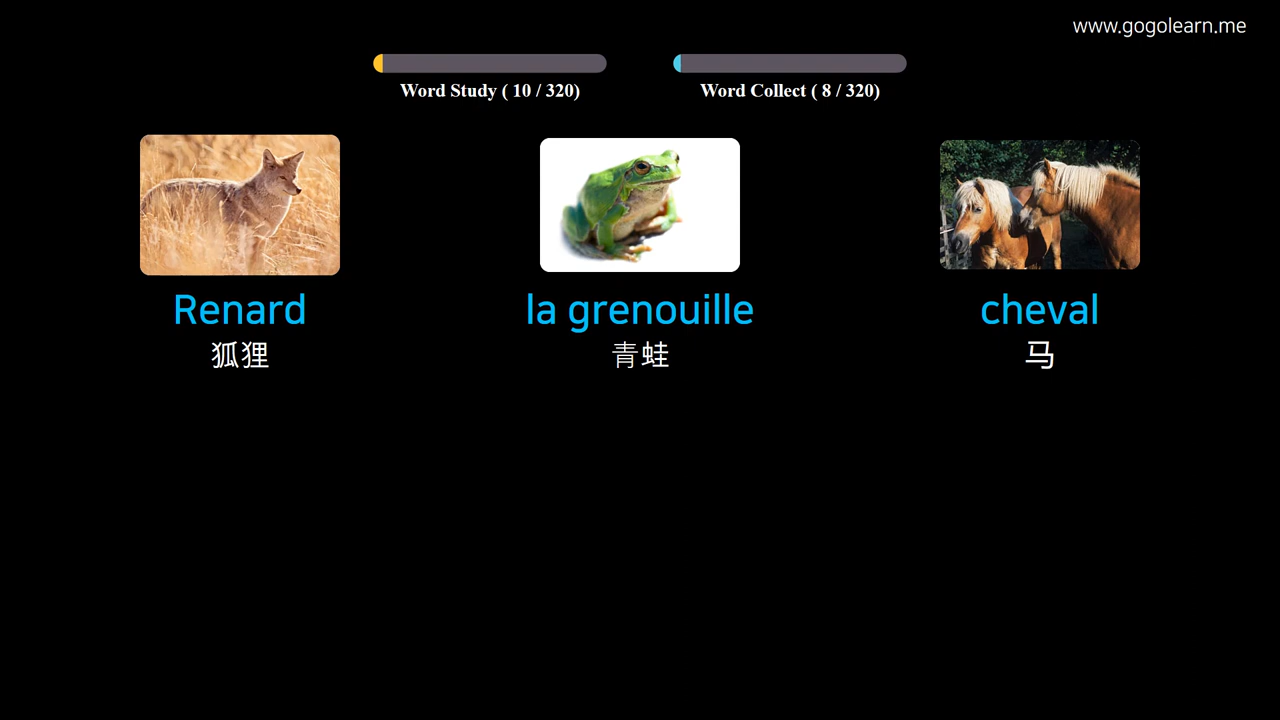 www.gogolearn.me
Word Study ( 10 / 320)
Word Collect ( 8 / 320)
Renard
la grenouille
cheval
狐狸
青蛙
马